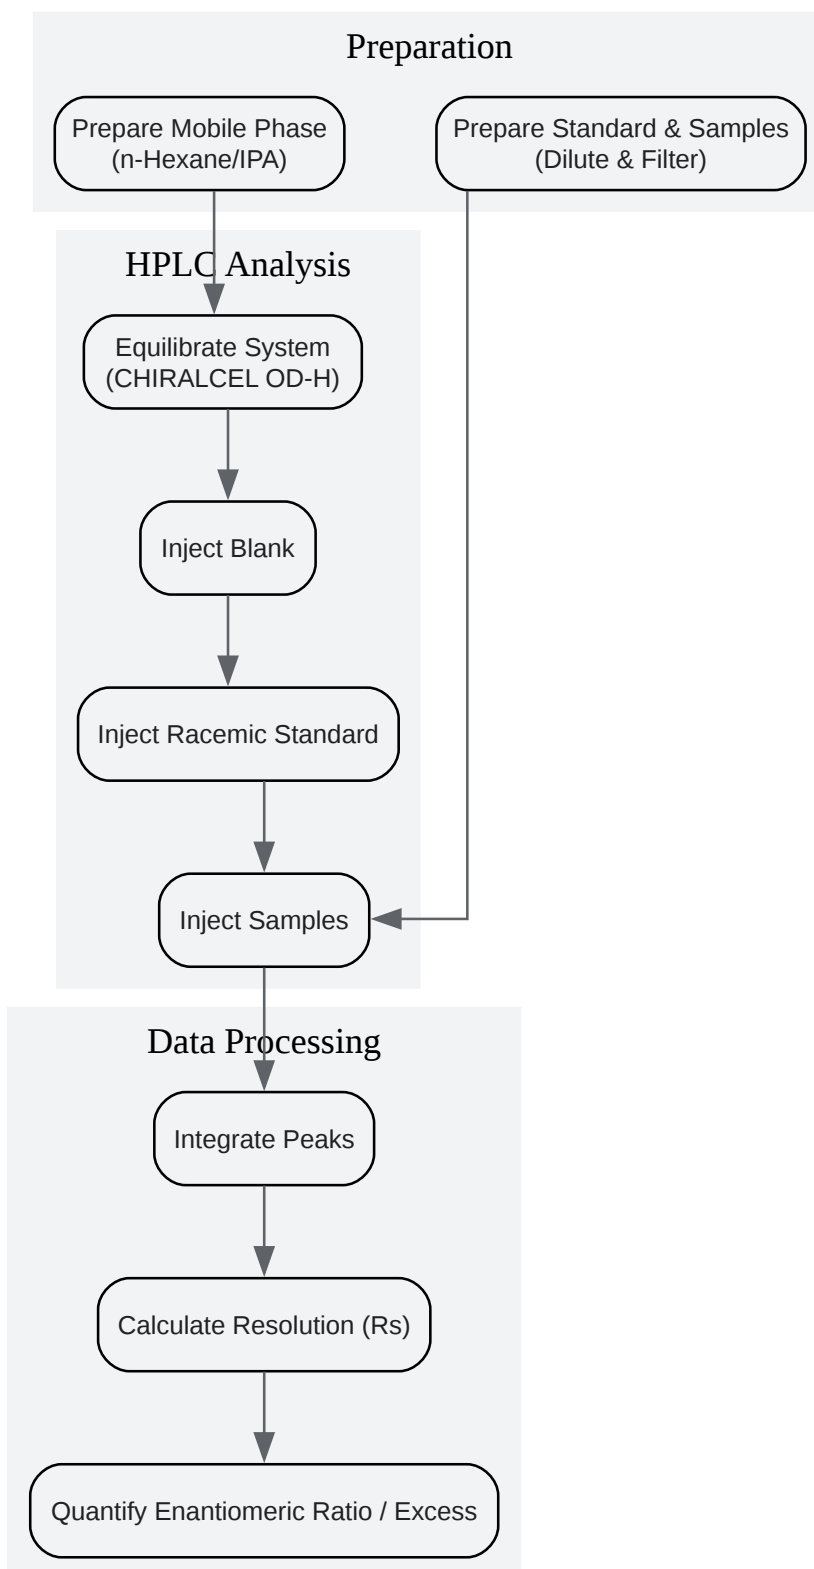 Preparation
Prepare Mobile Phase
(n-Hexane/IPA)
Prepare Standard & Samples
(Dilute & Filter)
HPLC Analysis
Equilibrate System
(CHIRALCEL OD-H)
Inject Blank
Inject Racemic Standard
Inject Samples
Data Processing
Integrate Peaks
Calculate Resolution (Rs)
Quantify Enantiomeric Ratio / Excess